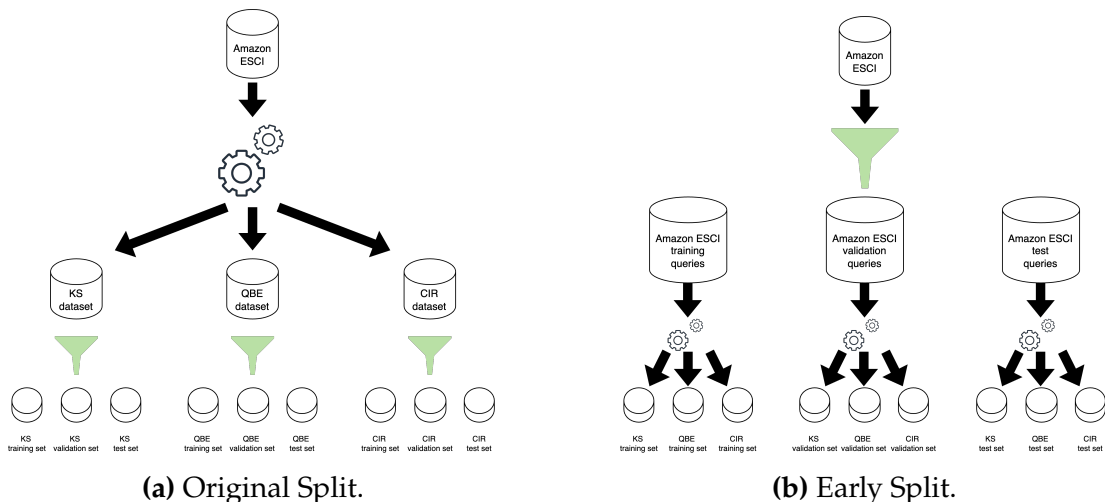 Amazon
ESCI
KS
dataset
QBE
dataset
CIR
dataset
KS
training set
KS
validation set
KS
test set
QBE
training set
QBE
validation set
QBE
test set
CIR
training set
CIR
validation set
CIR
test set
(a) Original Split.
Amazon
ESCI
Amazon ESCI
training
queries
Amazon ESCI
validation
queries
Amazon ESCI
test
queries
KS
training set
QBE
training set
CIR
training set
KS
validation set
QBE
validation set
CIR
validation set
KS
test set
QBE
test set
CIR
test set
(b) Early Split.